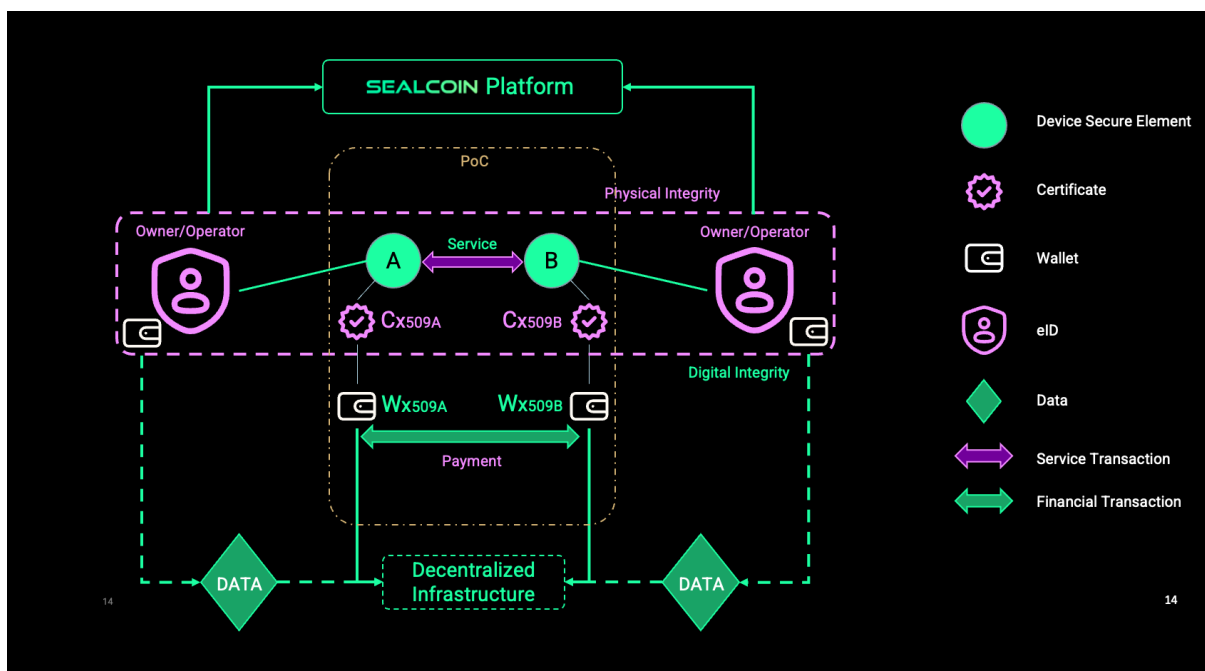 SEALCOIN Platform
PoC
Physical Integrity
Owner/Operator
Owner/Operator
Service
A
B
Cx509A
Cx509B
Digital Integrity
Wx509A
Wx509B
Payment
DATA
Decentralized
Infrastructure
DATA
14
Device Secure Element
Certificate
Wallet
eID
Data
Service Transaction
Financial Transaction
14